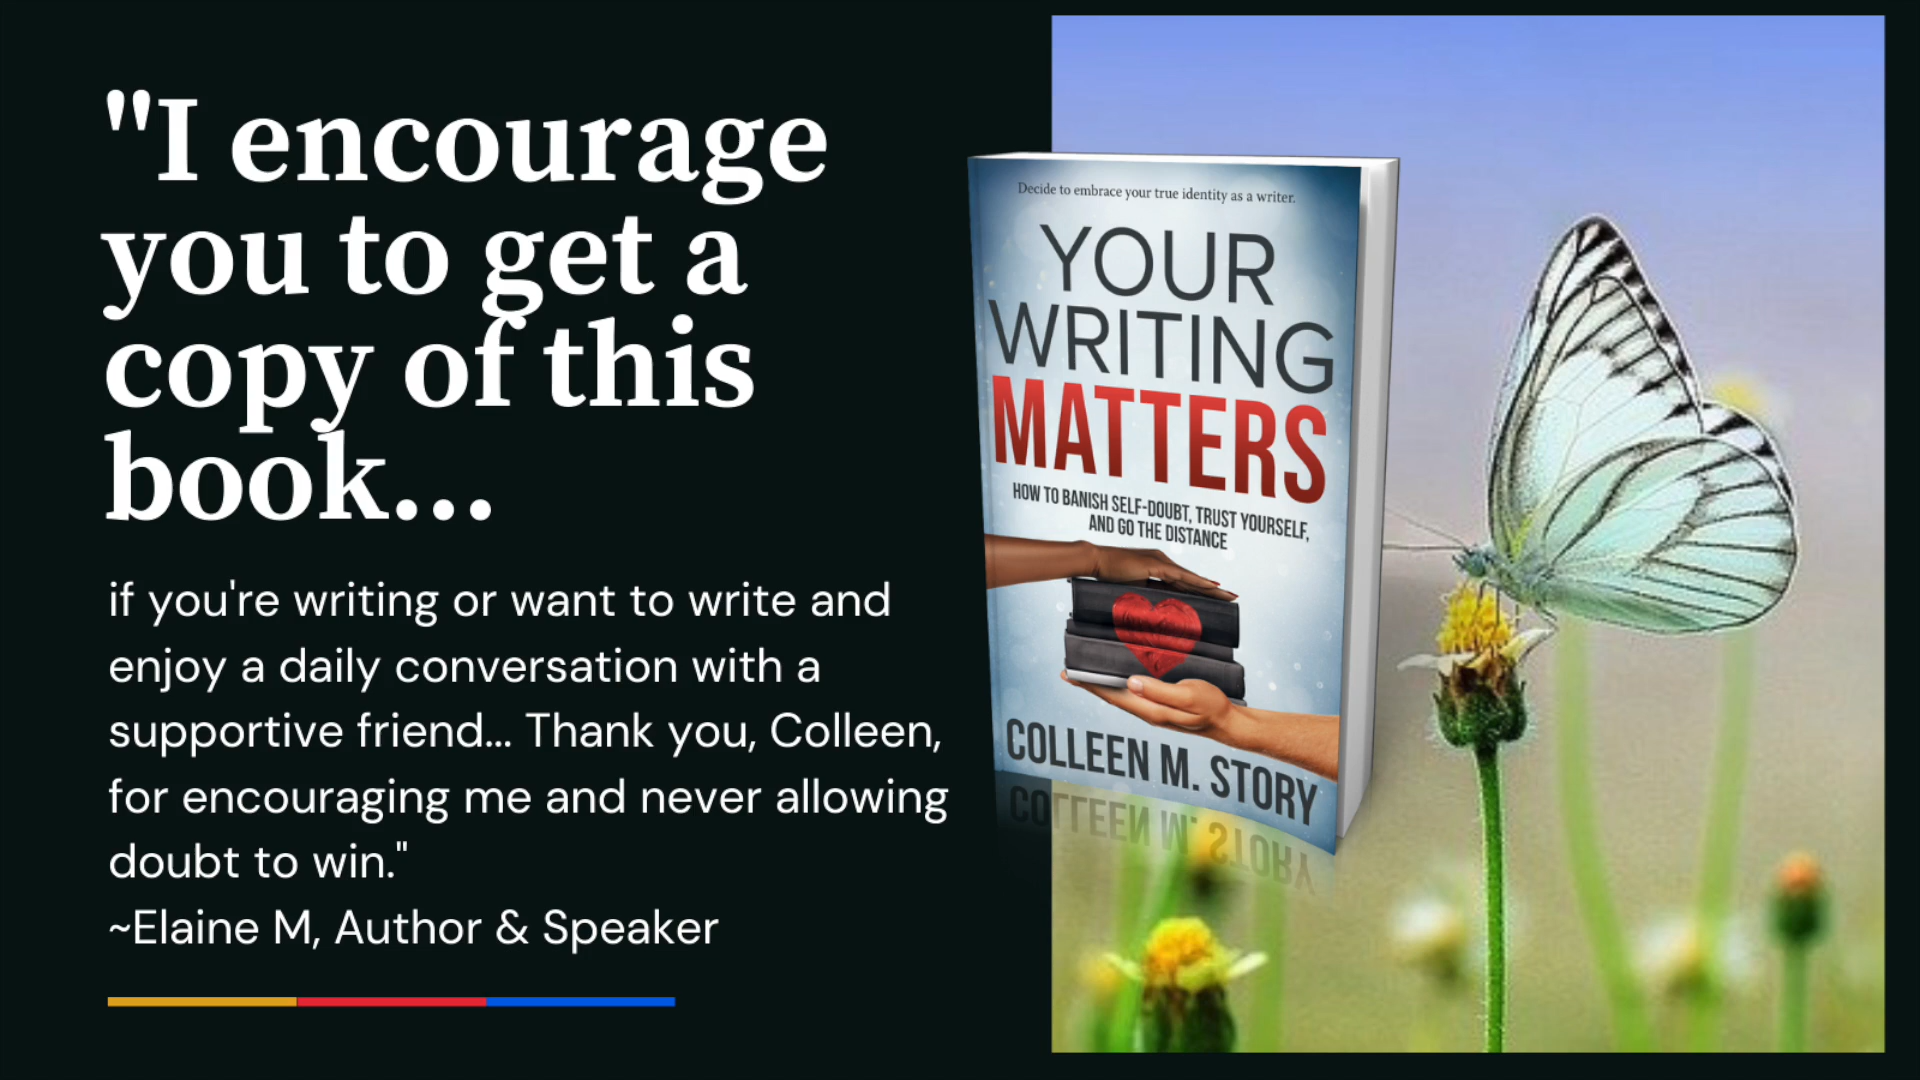 "I encourage
you to get a
copy of this
book...
if you're writing or want to write and
enjoy a daily conversation with a
supportive friend... Thank you, Colleen,
for encouraging me and never allowing
doubt to win."
~Elaine M, Author & Speaker
Decide to embrace your true identity as a writer.
YOUR
WRITING
MATTERS
HOW TO BANISH SELF-DOUBT, TRUST YOURSELF,
AND GO THE DISTANCE
COLLEEN M. STORY